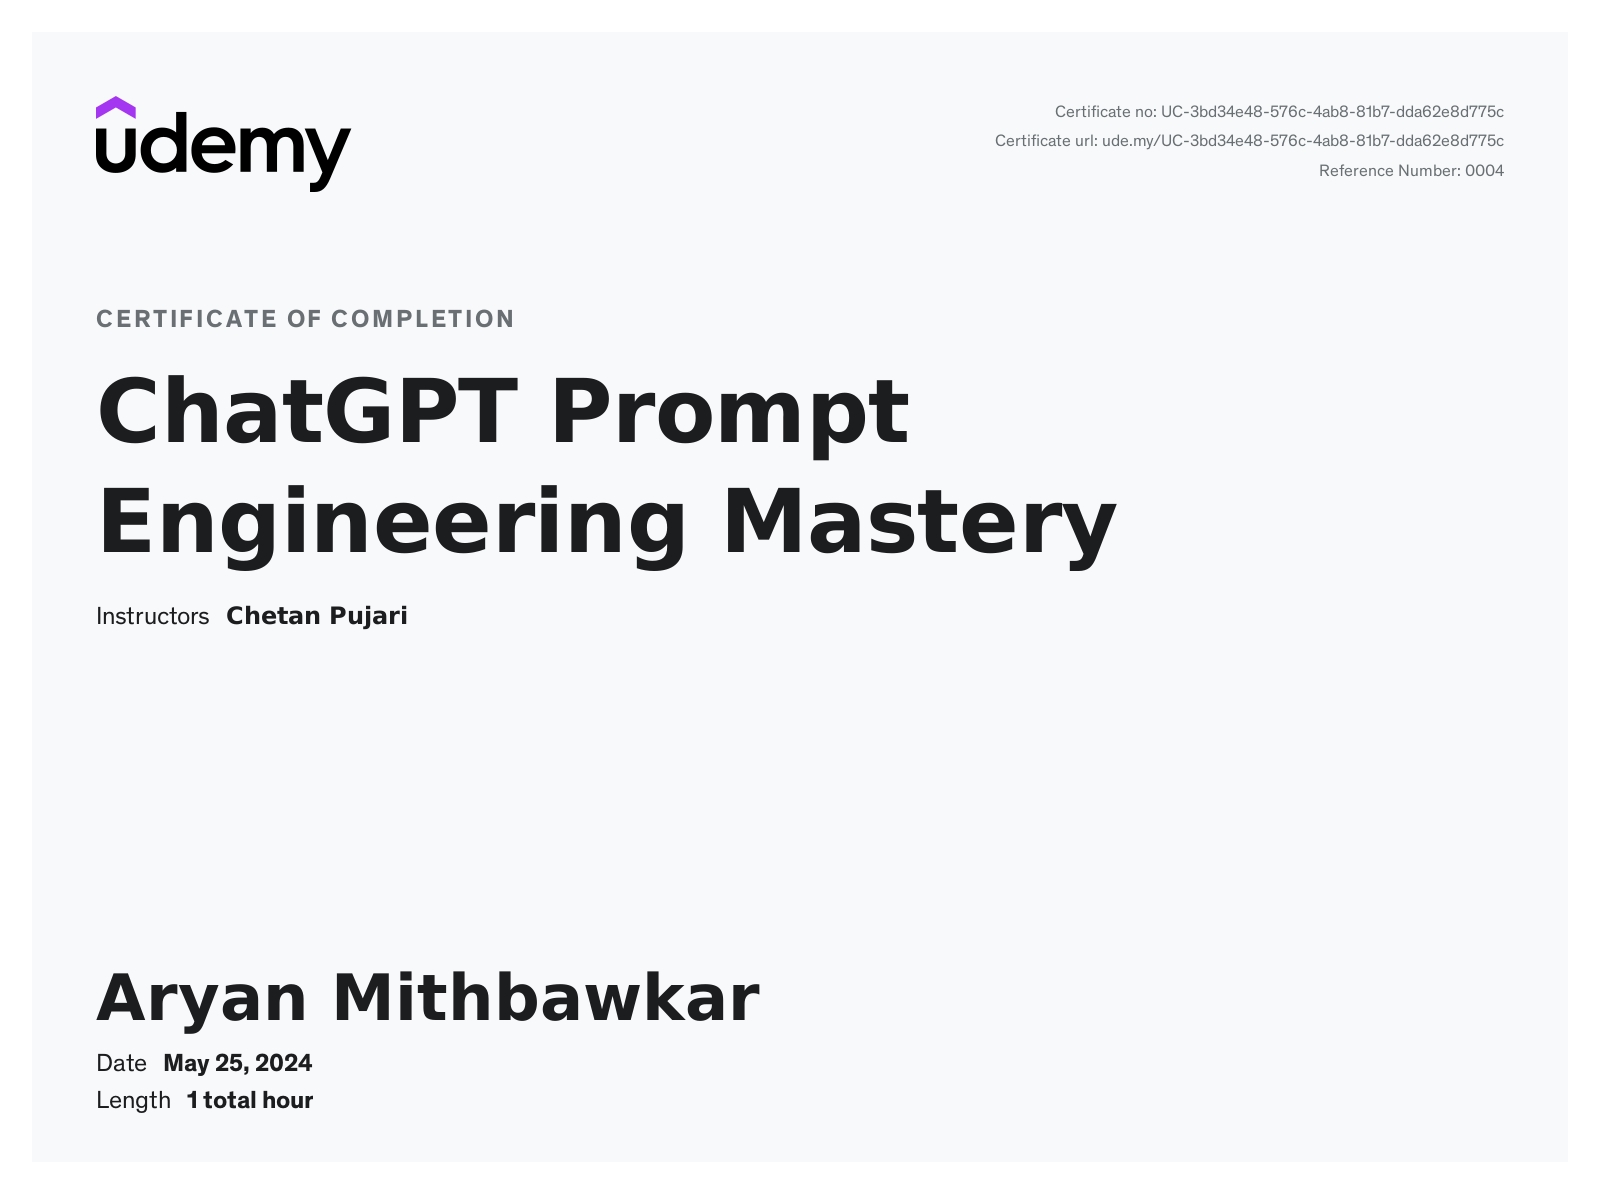 udemy
Certificate no: UC-3bd34e48-576c-4ab8-81b7-dda62e8d775c
Certificate url: ude.my/UC-3bd34e48-576c-4ab8-81b7-dda62e8d775c
Reference Number: 0004
CERTIFICATE OF COMPLETION
ChatGPT Prompt
Engineering Mastery
Instructors Chetan Pujari
Aryan Mithbawkar
Date May 25, 2024
Length 1 total hour